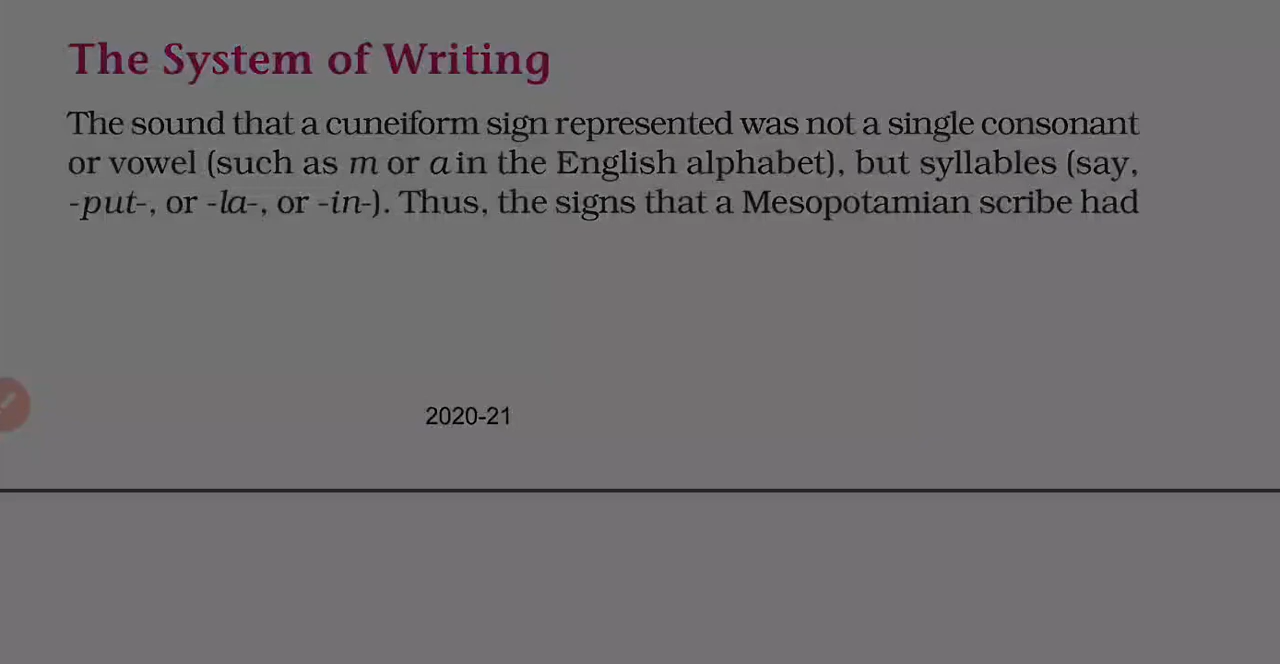 The System of Writing
The sound that a cuneiform sign represented was not a single consonant
or vowel (such as m or a in the English alphabet), but syllables (say,
-put-, or -la-, or -in-). Thus, the signs that a Mesopotamian scribe had
2020-21